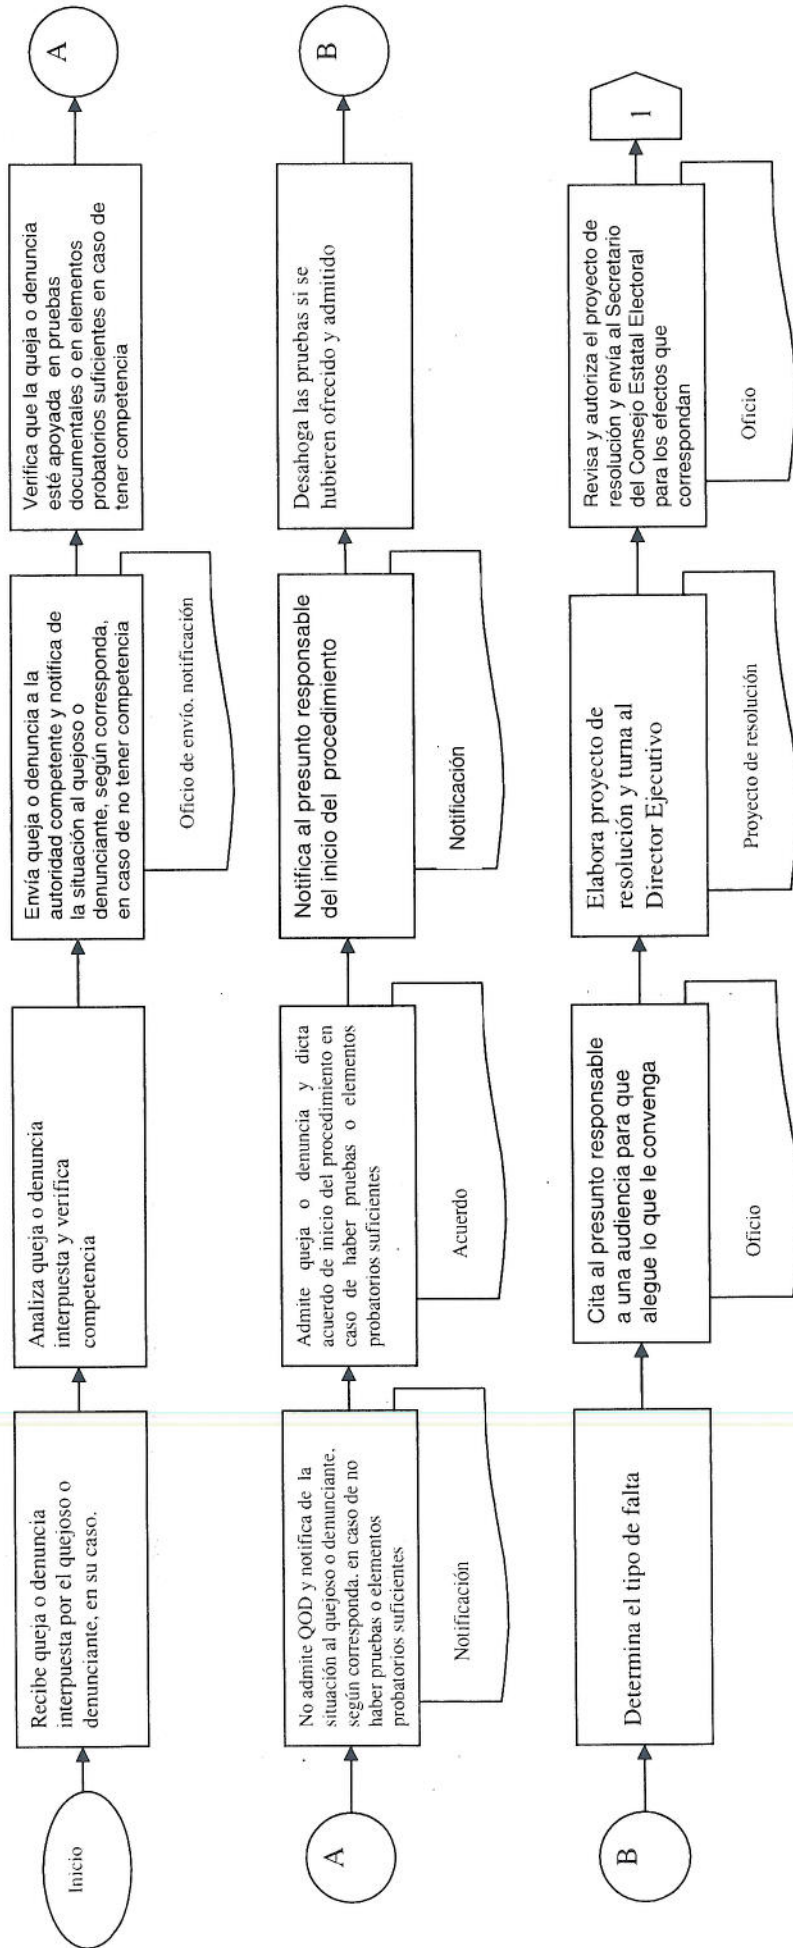 Inicio
Recibe queja o denuncia
interpuesta por el quejoso o
denunciante, en su caso.
Analiza queja o denuncia
interpuesta y verifica
competencia
Envía queja o denuncia a la
autoridad competente y notifica de
la situación al quejoso o
denunciante, según corresponda,
en caso de no tener competencia
Oficio de envío. notificación
Verifica que la queja o denuncia
esté apoyada en pruebas
documentales o en elementos
probatorios suficientes en caso de
tener competencia
A
A
No admite QOD y notifica de la
situación al quejoso o denunciante.
según corresponda. en caso de no
haber pruebas o elementos
probatorios suficientes
Notificación
Admite queja o denuncia y dicta
acuerdo de inicio del procedimiento en
caso de haber pruebas o elementos
probatorios suficientes
Acuerdo
Notifica al presunto responsable
del inicio del procedimiento
Notificación
Desahoga las pruebas si se
hubieren ofrecido y admitido
B
B
Determina el tipo de falta
Cita al presunto responsable
a una audiencia para que
alegue lo que le convenga
Oficio
Elabora proyecto de
resolución y turna al
Director Ejecutivo
Proyecto de resolución
Revisa y autoriza el proyecto de
resolución y envía al Secretario
del Consejo Estatal Electoral
para los efectos que
correspondan
Oficio
1